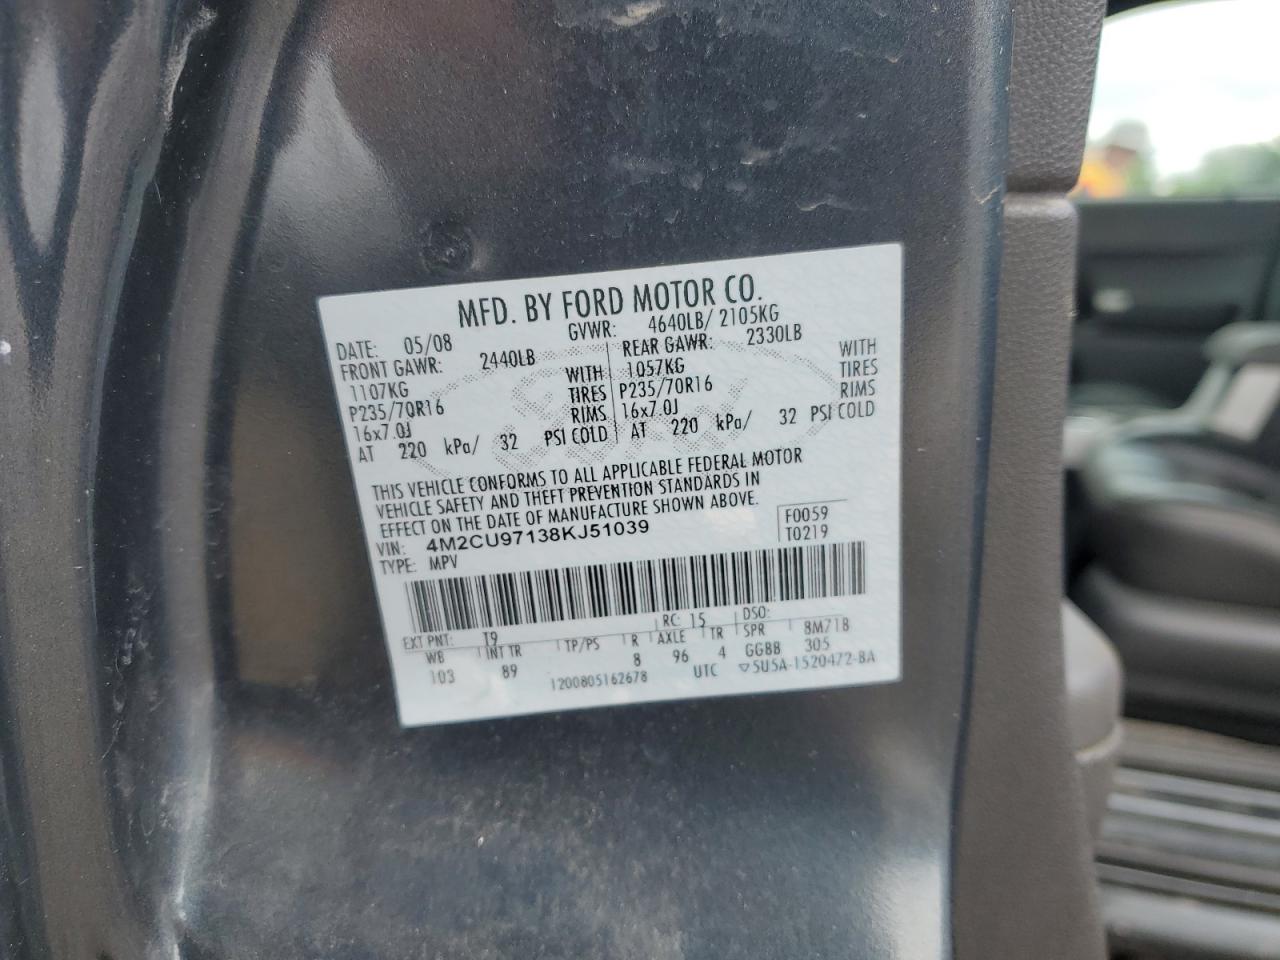 MFD. BY FORD MOTOR CO.
DATE: 05/08 GVWR: 4640LB/ 2105KG
FRONT GAWR: 2440LB REAR GAWR: 2330LB
1107KG WITH 1057KG WITH
P235/70R16 TIRES P235/70R16 TIRES
16x7.0J RIMS 16x7.0J RIMS
AT 220 kPa/ 32 PSI COLD AT 220 kPa/ 32 PSI COLD
THIS VEHICLE CONFORMS TO ALL APPLICABLE FEDERAL MOTOR
VEHICLE SAFETY AND THEFT PREVENTION STANDARDS IN
EFFECT ON THE DATE OF MANUFACTURE SHOWN ABOVE.
VIN: 4M2CU97138KJ51039 F0059
TYPE: MPV T0219
EXT PNT: T9 RC: 15 DSO:
WB INT TR TP/PS R AXLE TR SPR 8M71B
103 89 8 96 4 GGBB 305
1200805162678 UTC ▽5U5A-1520472-BA